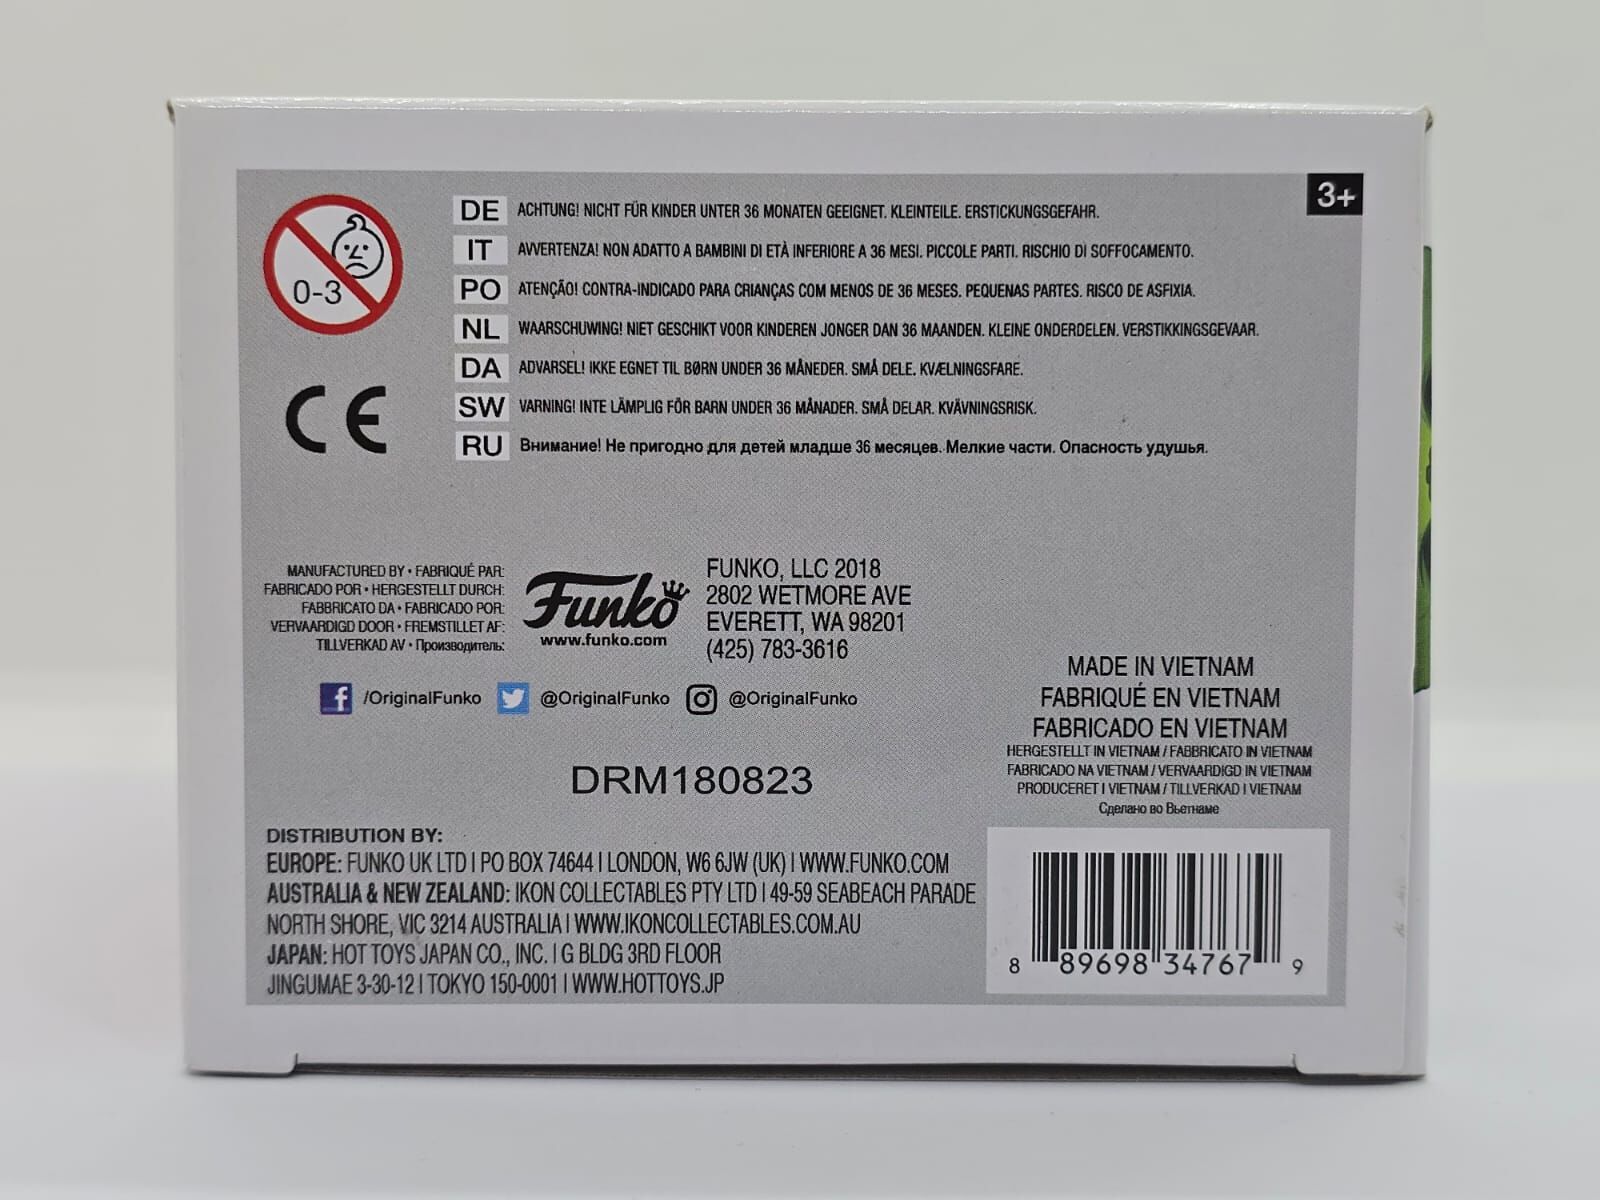 3+
0-3
DE ACHTUNG! NICHT FÜR KINDER UNTER 36 MONATEN GEEIGNET. KLEINTEILE. ERSTICKUNGSGEFAHR.
IT AVVERTENZA! NON ADATTO A BAMBINI DI ETÀ INFERIORE A 36 MESI. PICCOLE PARTI. RISCHIO DI SOFFOCAMENTO.
PO ATENÇÃO! CONTRA-INDICADO PARA CRIANÇAS COM MENOS DE 36 MESES. PEQUENAS PARTES. RISCO DE ASFIXIA.
NL WAARSCHUWING! NIET GESCHIKT VOOR KINDEREN JONGER DAN 36 MAANDEN. KLEINE ONDERDELEN. VERSTIKKINGSGEVAAR.
DA ADVARSEL! IKKE EGNET TIL BØRN UNDER 36 MÅNEDER. SMÅ DELE. KVÆLNINGSFARE.
SW VARNING! INTE LÄMPLIG FÖR BARN UNDER 36 MÅNADER. SMÅ DELAR. KVÄVNINGSRISK.
RU Внимание! Не пригодно для детей младше 36 месяцев. Мелкие части. Опасность удушья.
CE
MANUFACTURED BY • FABRIQUÉ PAR:
FABRICADO POR • HERGESTELLT DURCH:
FABBRICATO DA • FABRICADO POR:
VERVAARDIGD DOOR • FREMSTILLET AF:
TILLVERKAD AV • Производитель:
Funko
www.funko.com
FUNKO, LLC 2018
2802 WETMORE AVE
EVERETT, WA 98201
(425) 783-3616
/OriginalFunko @OriginalFunko @OriginalFunko
MADE IN VIETNAM
FABRIQUÉ EN VIETNAM
FABRICADO EN VIETNAM
HERGESTELLT IN VIETNAM / FABBRICATO IN VIETNAM
FABRICADO NA VIETNAM / VERVAARDIGD IN VIETNAM
PRODUCERET I VIETNAM / TILLVERKAD I VIETNAM
Сделано во Вьетнаме
DRM180823
DISTRIBUTION BY:
EUROPE: FUNKO UK LTD | PO BOX 74644 | LONDON, W6 6JW (UK) | WWW.FUNKO.COM
AUSTRALIA & NEW ZEALAND: IKON COLLECTABLES PTY LTD | 49-59 SEABEACH PARADE
NORTH SHORE, VIC 3214 AUSTRALIA | WWW.IKONCOLLECTABLES.COM.AU
JAPAN: HOT TOYS JAPAN CO., INC. | G BLDG 3RD FLOOR
JINGUMAE 3-30-12 | TOKYO 150-0001 | WWW.HOTTOYS.JP
8 89698 34767 9